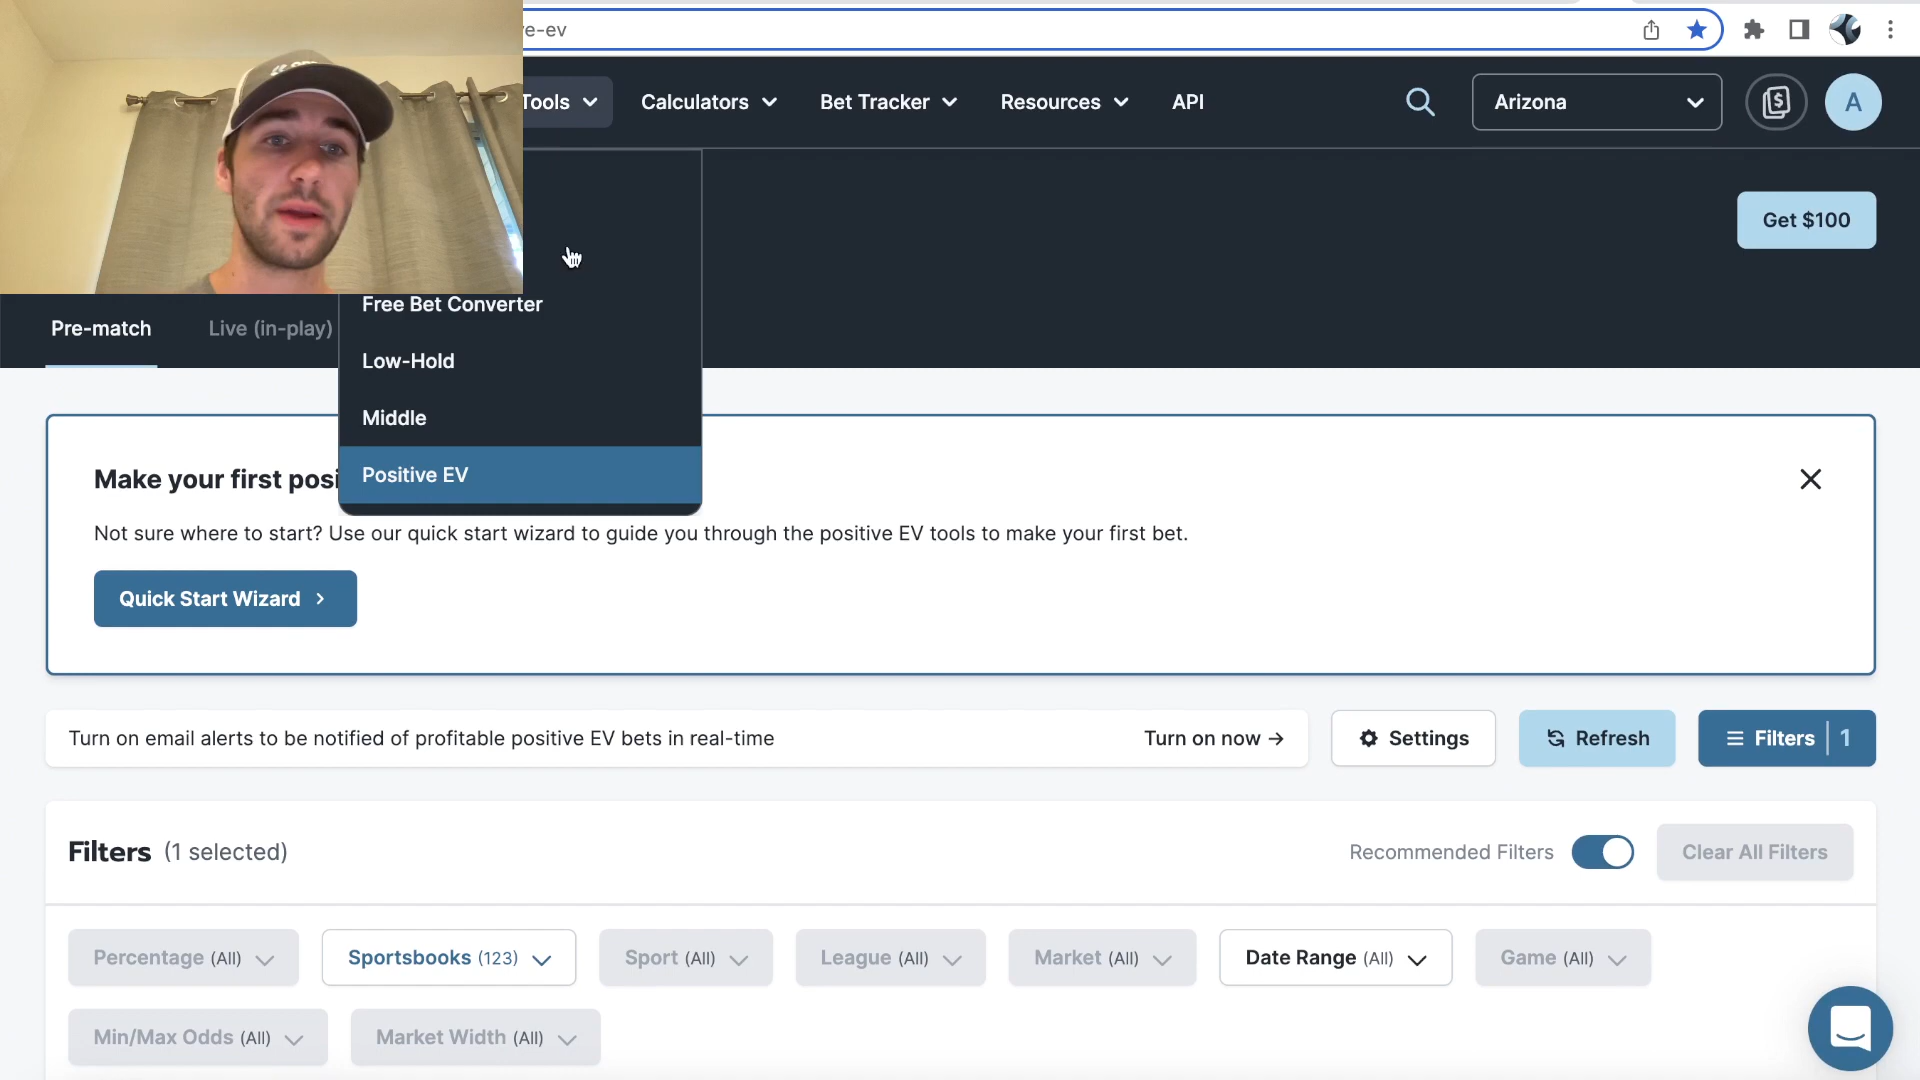 re-ev
Tools
Calculators
Bet Tracker
Resources
API
Arizona
A
Get $100
Free Bet Converter
Pre-match
Live (in-play)
Low-Hold
Middle
Positive EV
Make your first posi
Not sure where to start? Use our quick start wizard to guide you through the positive EV tools to make your first bet.
Quick Start Wizard
Turn on email alerts to be notified of profitable positive EV bets in real-time
Turn on now →
Settings
Refresh
Filters | 1
Filters (1 selected)
Recommended Filters
Clear All Filters
Percentage (All)
Sportsbooks (123)
Sport (All)
League (All)
Market (All)
Date Range (All)
Game (All)
Min/Max Odds (All)
Market Width (All)